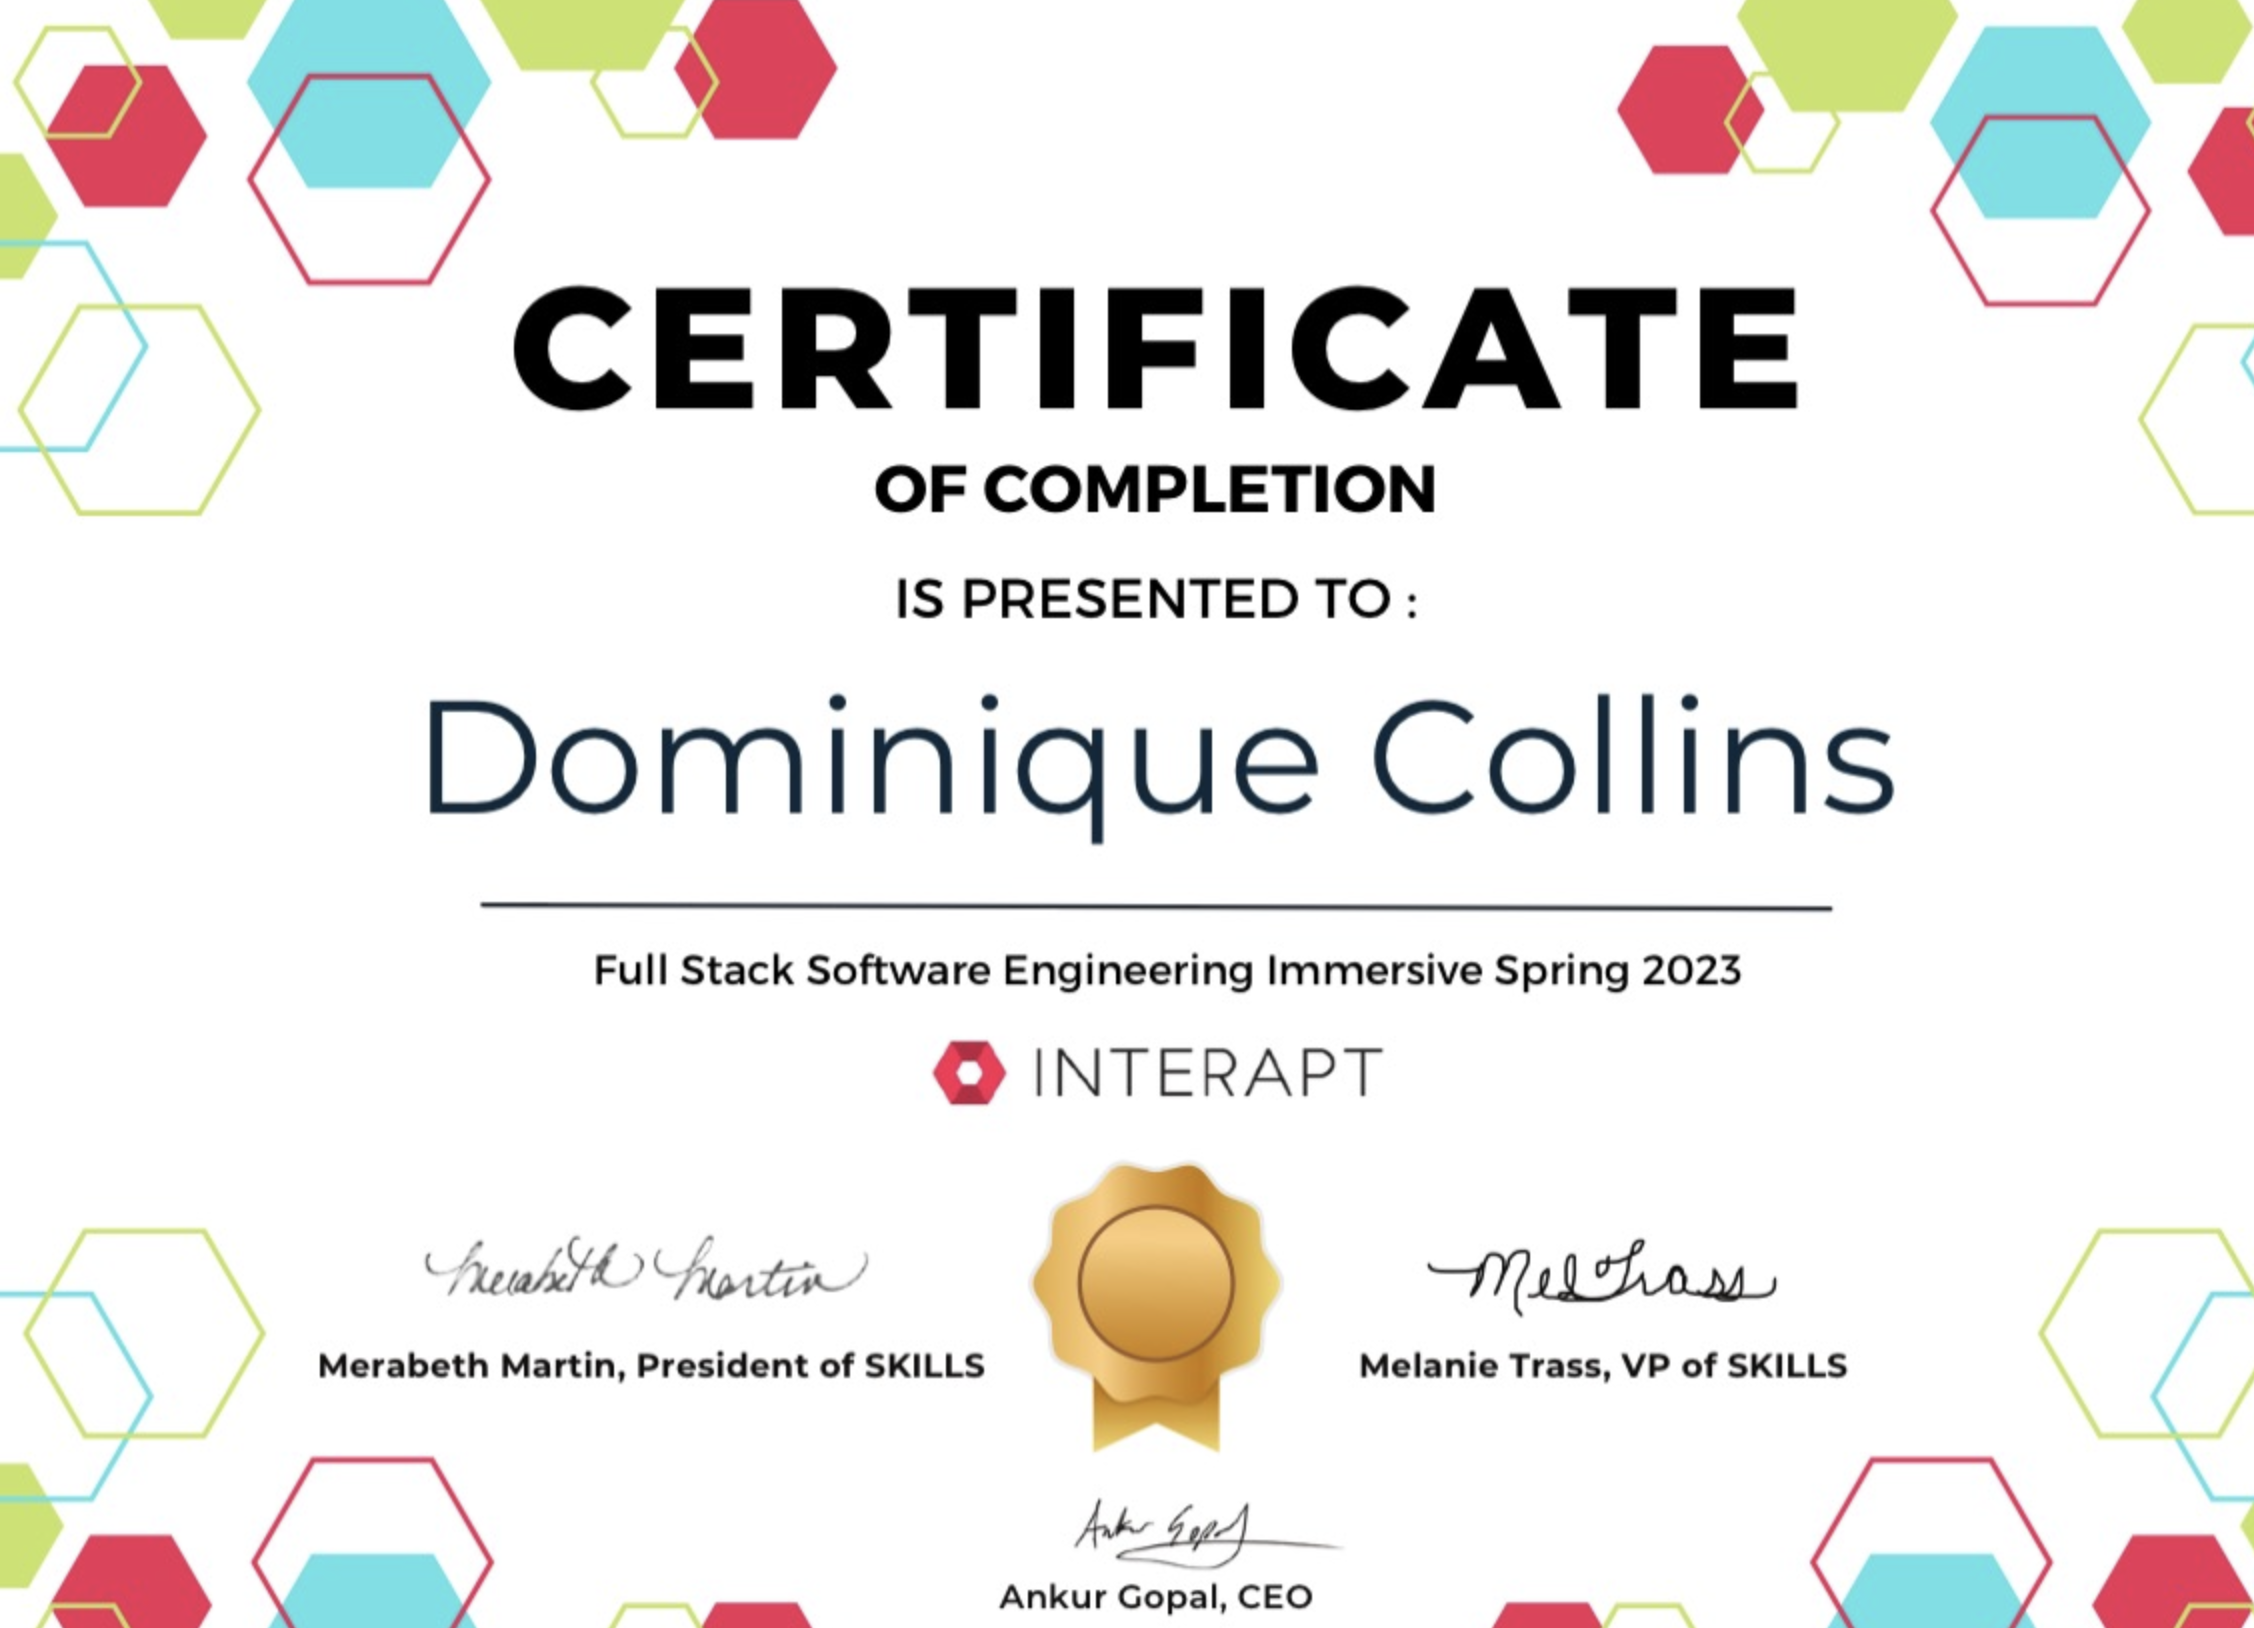 CERTIFICATE
OF COMPLETION
IS PRESENTED TO :
Dominique Collins
Full Stack Software Engineering Immersive Spring 2023
INTERAPT
Merabeth Martin
Mel Trass
Merabeth Martin, President of SKILLS
Melanie Trass, VP of SKILLS
Ankur Gopal
Ankur Gopal, CEO